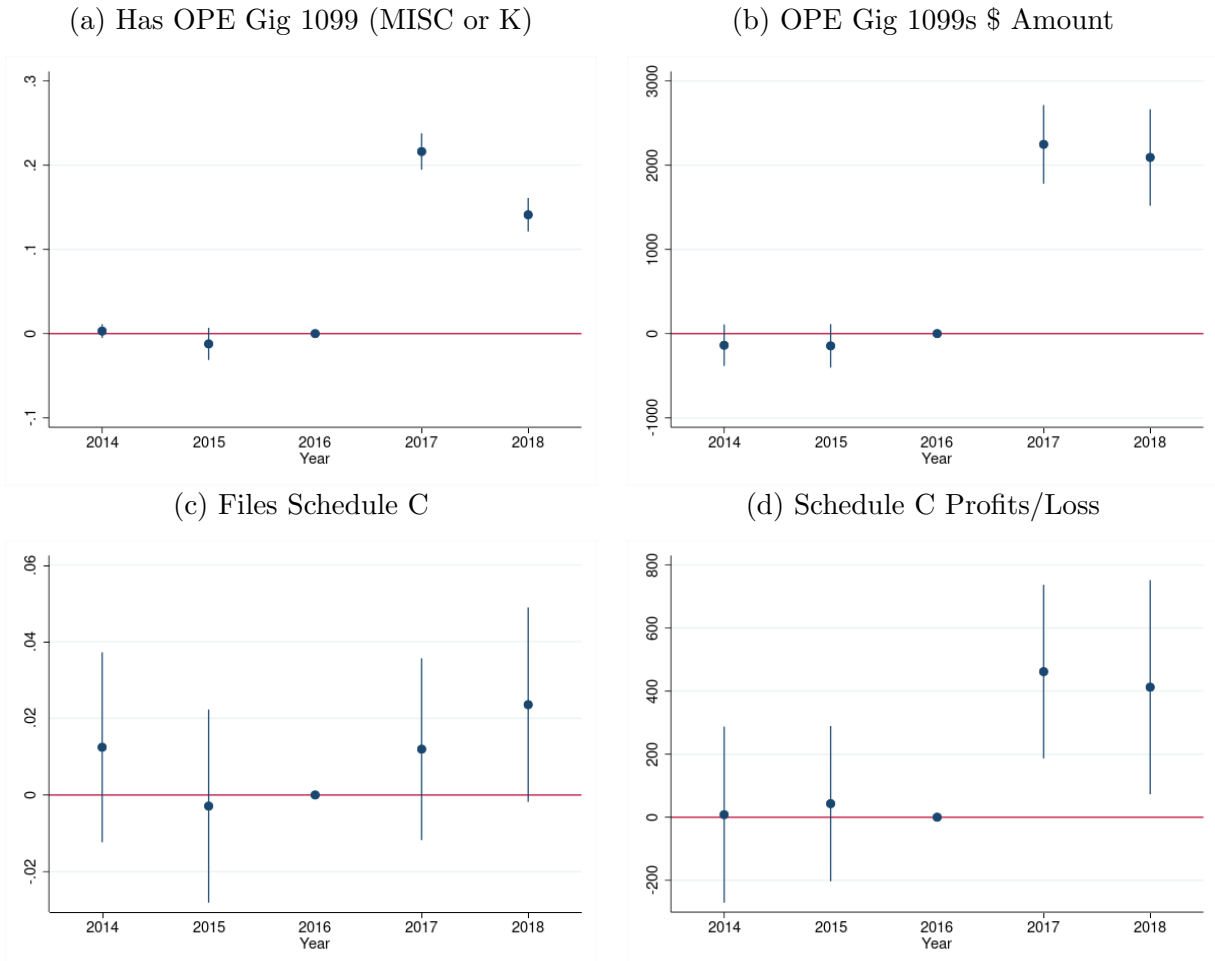 (a) Has OPE Gig 1099 (MISC or K)
.3
.2
.1
0
-.1
2014 2015 2016 2017 2018
Year
(b) OPE Gig 1099s $ Amount
3000
2000
1000
0
-1000
2014 2015 2016 2017 2018
Year
(c) Files Schedule C
.06
.04
.02
0
-.02
2014 2015 2016 2017 2018
Year
(d) Schedule C Profits/Loss
800
600
400
200
0
-200
2014 2015 2016 2017 2018
Year